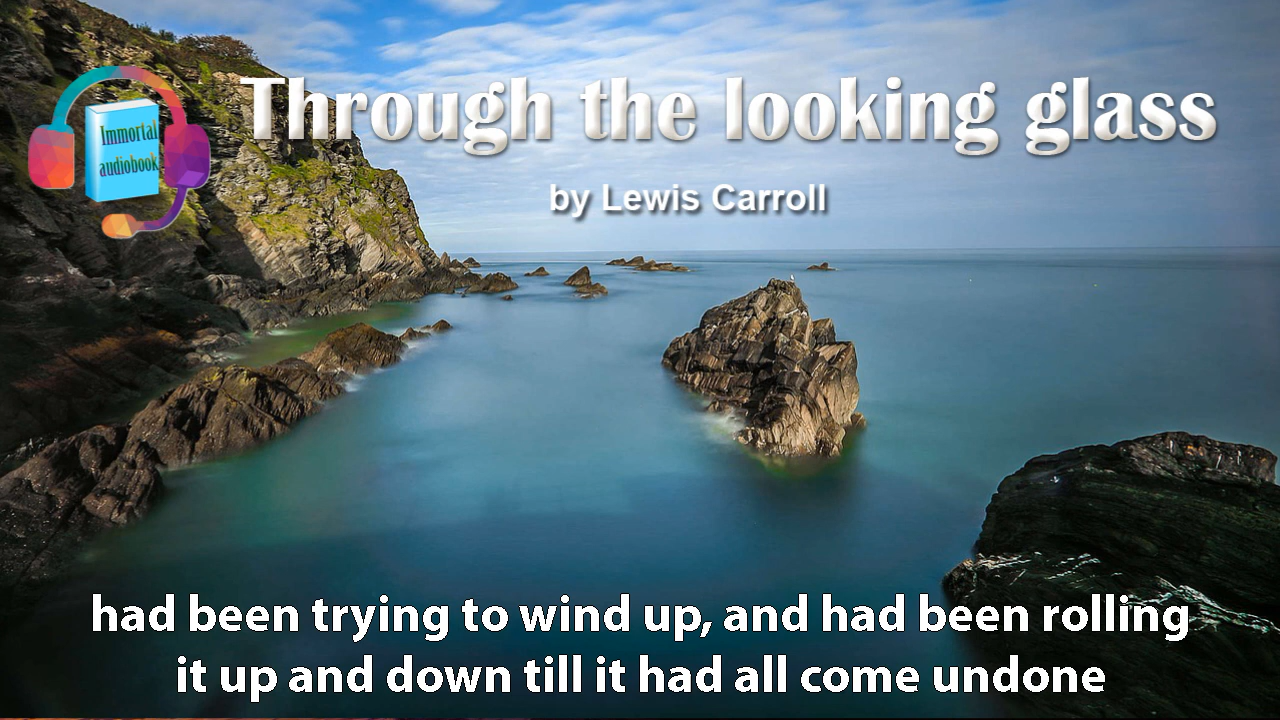 Through the looking glass
Immortal
audiobook
by Lewis Carroll
had been trying to wind up, and had been rolling
it up and down till it had all come undone